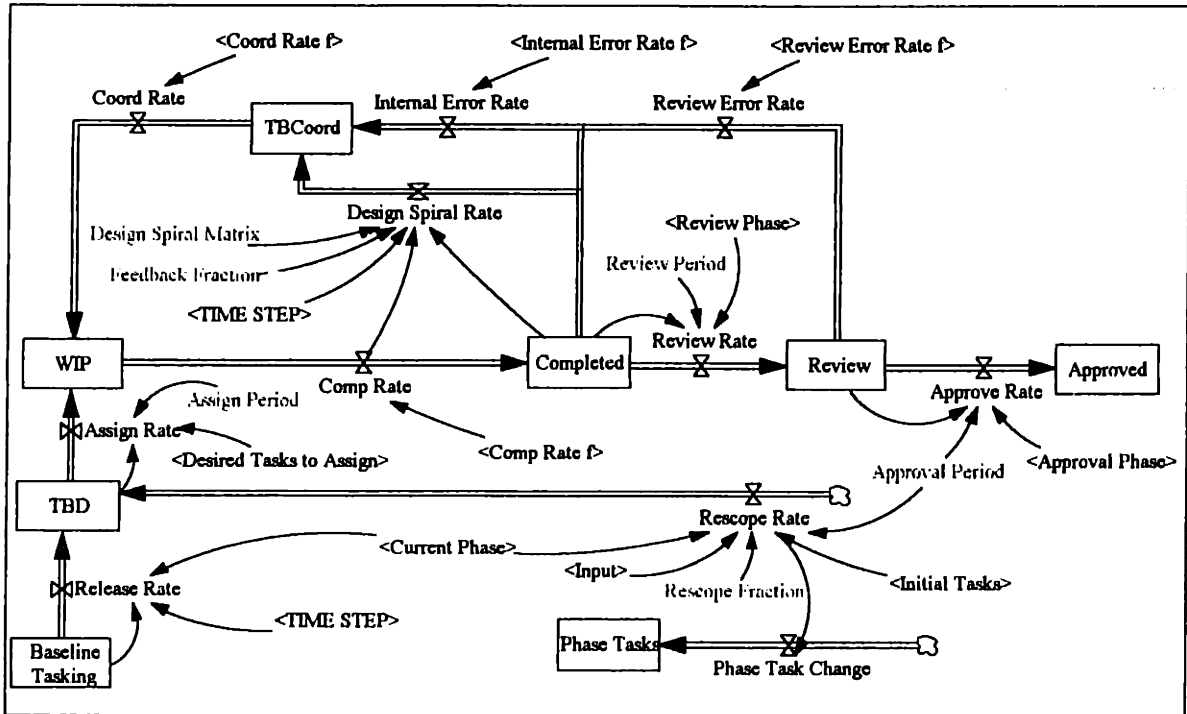 <Coord Rate f>
<Internal Error Rate f>
<Review Error Rate f>
Coord Rate
Internal Error Rate
Review Error Rate
TBCoord
Design Spiral Rate
Design Spiral Matrix
<Review Phase>
Feedback Fraction
Review Period
<TIME STEP>
Review Rate
WIP
Completed
Review
Approved
Comp Rate
Approve Rate
Assign Period
Assign Rate
<Desired Tasks to Assign>
<Comp Rate f>
Approval Period
<Approval Phase>
TBD
Rescope Rate
<Current Phase>
<Input>
Rescope Fraction
<Initial Tasks>
Release Rate
<TIME STEP>
Baseline
Tasking
Phase Tasks
Phase Task Change